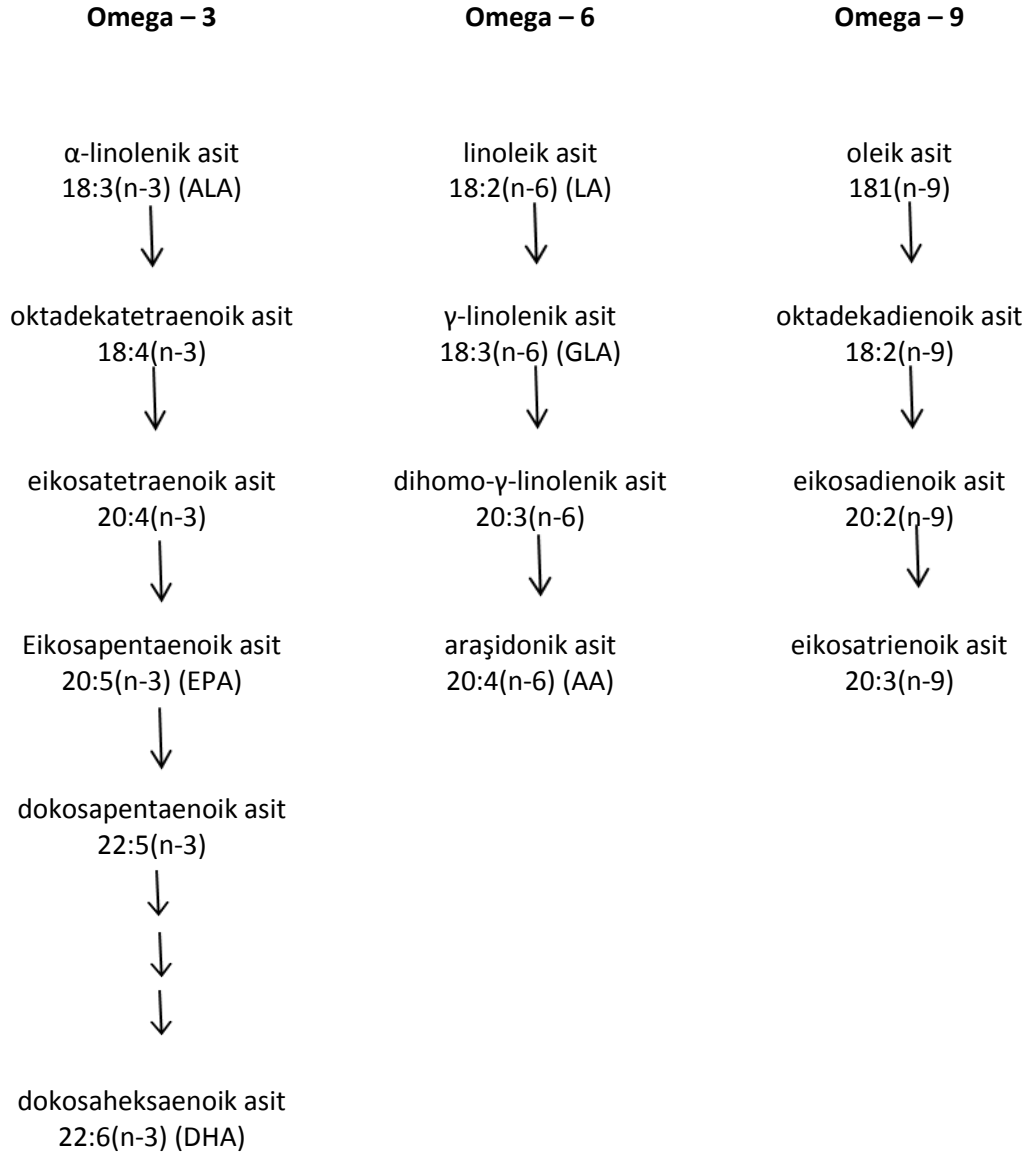 Omega – 3
Omega – 6
Omega – 9
α-linolenik asit
18:3(n-3) (ALA)
linoleik asit
18:2(n-6) (LA)
oleik asit
181(n-9)
oktadekatetraenoik asit
18:4(n-3)
γ-linolenik asit
18:3(n-6) (GLA)
oktadekadienoik asit
18:2(n-9)
eikosatetraenoik asit
20:4(n-3)
dihomo-γ-linolenik asit
20:3(n-6)
eikosadienoik asit
20:2(n-9)
Eikosapentaenoik asit
20:5(n-3) (EPA)
araşidonik asit
20:4(n-6) (AA)
eikosatrienoik asit
20:3(n-9)
dokosapentaenoik asit
22:5(n-3)
dokosaheksaenoik asit
22:6(n-3) (DHA)